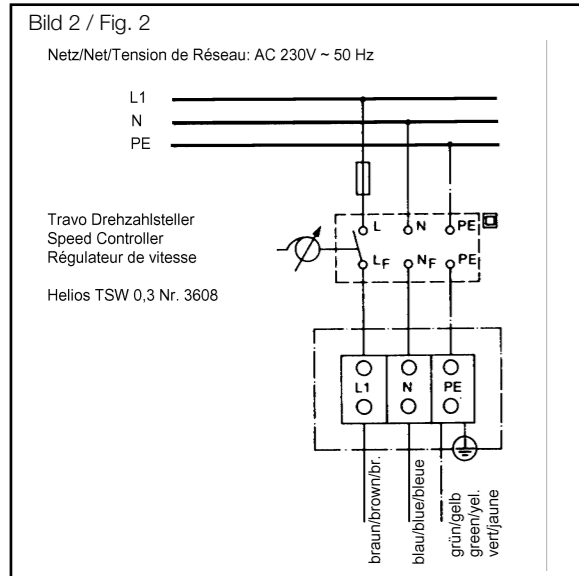 Bild 2 / Fig. 2
Netz/Net/Tension de Réseau: AC 230V ~ 50 Hz
L1
N
PE
Travo Drehzahlsteller
Speed Controller
Régulateur de vitesse
Helios TSW 0,3 Nr. 3608
L N PE
LF NF PE
L1 N PE
braun/brown/br.
blau/blue/bleue
grün/gelb
green/yel.
vert/jaune